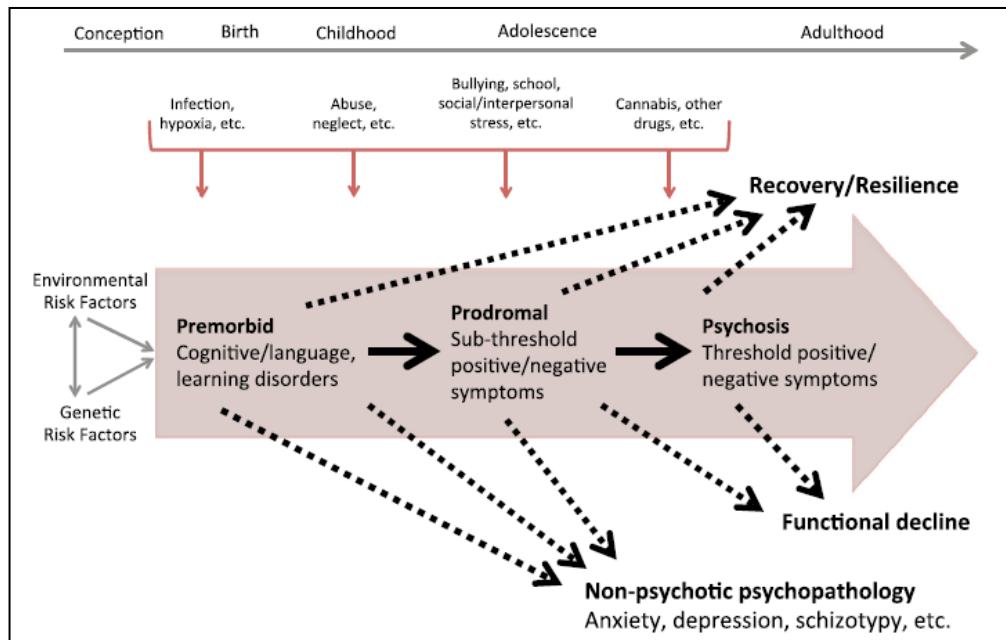 Conception Birth Childhood Adolescence Adulthood
Infection,
hypoxia, etc.
Abuse,
neglect, etc.
Bullying, school,
social/interpersonal
stress, etc.
Cannabis, other
drugs, etc.
Recovery/Resilience
Environmental
Risk Factors
Genetic
Risk Factors
Premorbid
Cognitive/language,
learning disorders
Prodromal
Sub-threshold
positive/negative
symptoms
Psychosis
Threshold positive/
negative symptoms
Functional decline
Non-psychotic psychopathology
Anxiety, depression, schizotypy, etc.